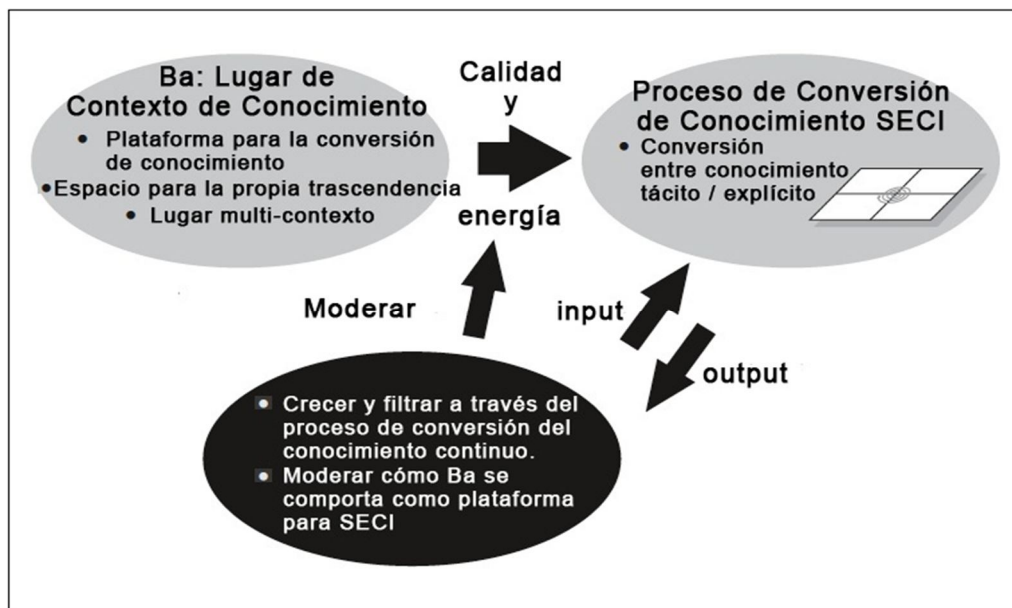 Ba: Lugar de
Contexto de Conocimiento
• Plataforma para la conversión
de conocimiento
•Espacio para la propia trascendencia
• Lugar multi-contexto
Calidad
y
energía
Proceso de Conversión
de Conocimiento SECI
• Conversión
entre conocimiento
tácito / explícito
Moderar
input
output
• Crecer y filtrar a través del
proceso de conversión del
conocimiento continuo.
• Moderar cómo Ba se
comporta como plataforma
para SECI